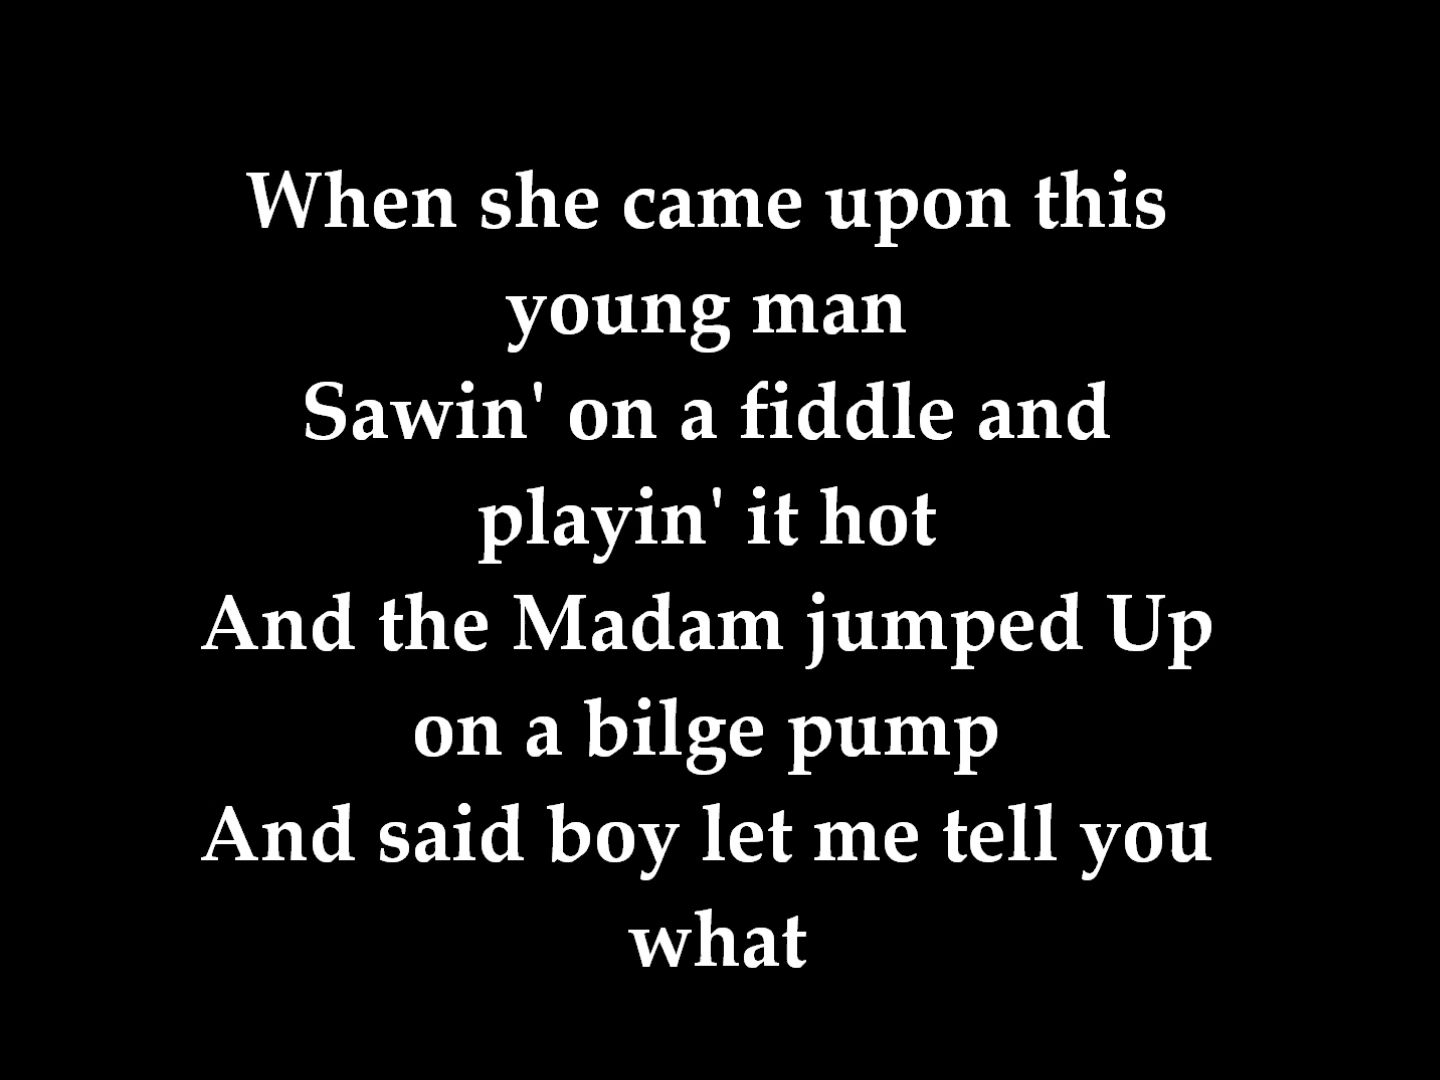 When she came upon this
young man
Sawin' on a fiddle and
playin' it hot
And the Madam jumped Up
on a bilge pump
And said boy let me tell you
what